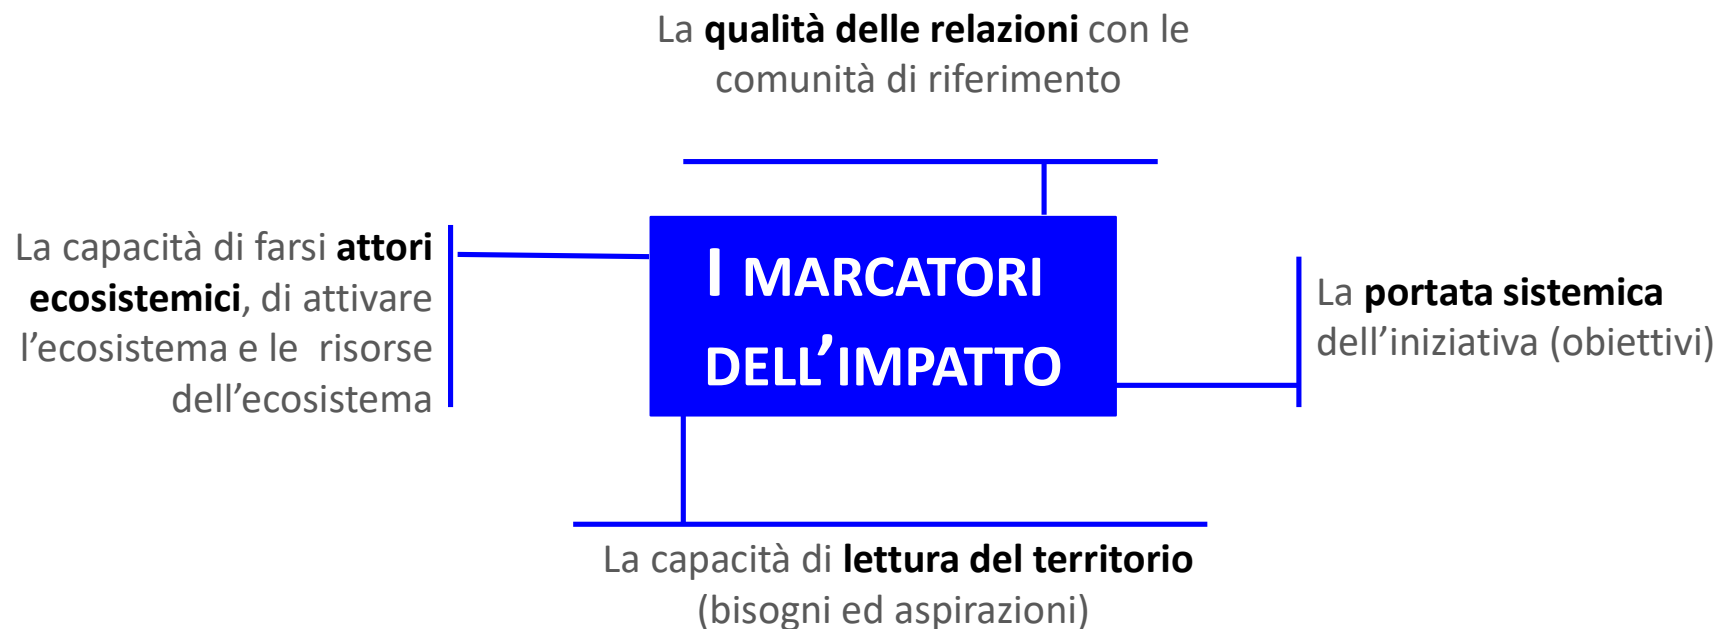 La qualità delle relazioni con le
comunità di riferimento
La capacità di farsi attori
ecosistemici, di attivare
l’ecosistema e le  risorse
dell’ecosistema
I MARCATORI
DELL’IMPATTO
La portata sistemica
dell’iniziativa (obiettivi)
La capacità di lettura del territorio
(bisogni ed aspirazioni)